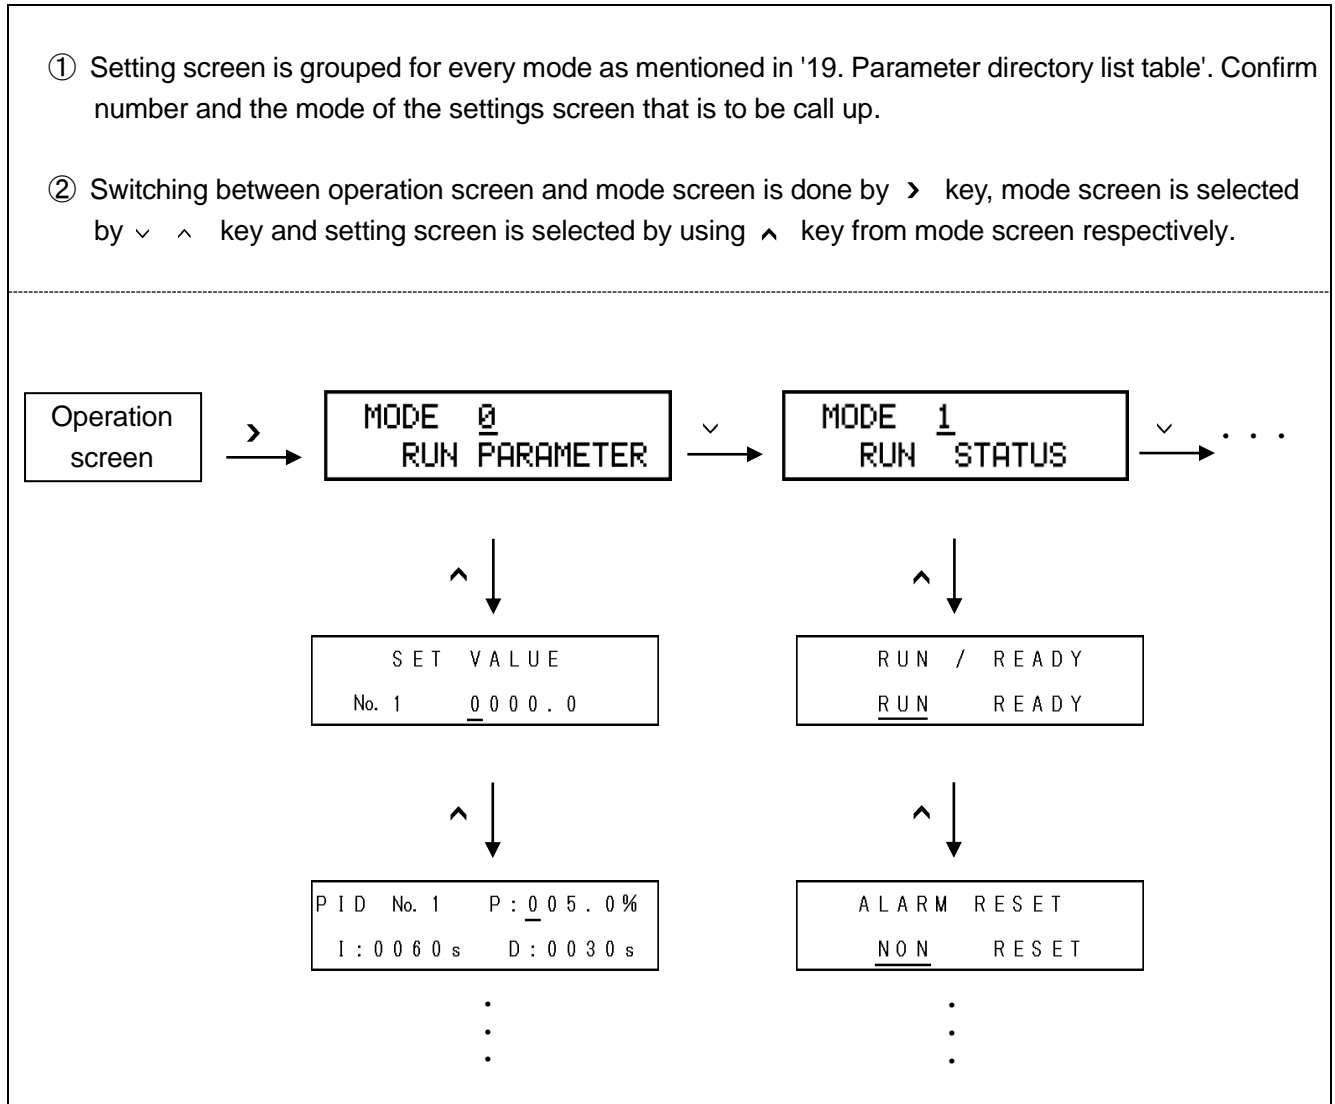 ① Setting screen is grouped for every mode as mentioned in '19. Parameter directory list table'. Confirm
number and the mode of the settings screen that is to be call up.
② Switching between operation screen and mode screen is done by › key, mode screen is selected
by ⌵ ^ key and setting screen is selected by using ^ key from mode screen respectively.
Operation
screen
›
MODE 0
RUN PARAMETER
⌵
MODE 1
RUN STATUS
⌵
. . .
^
^
SET VALUE
No. 1 0000.0
RUN / READY
RUN READY
^
^
PID No. 1 P:005.0%
I:0060s D:0030s
ALARM RESET
NON RESET